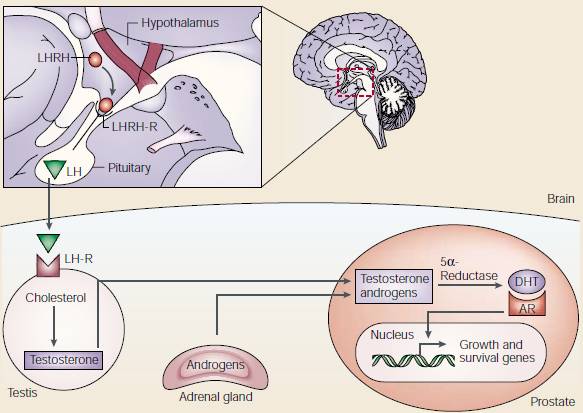 Hypothalamus
LHRH
LHRH-R
LH
Pituitary
Brain
LH-R
Cholesterol
Testosterone
Testis
Androgens
Adrenal gland
Testosterone
androgens
5α-
Reductase
DHT
AR
Nucleus
Growth and
survival genes
Prostate